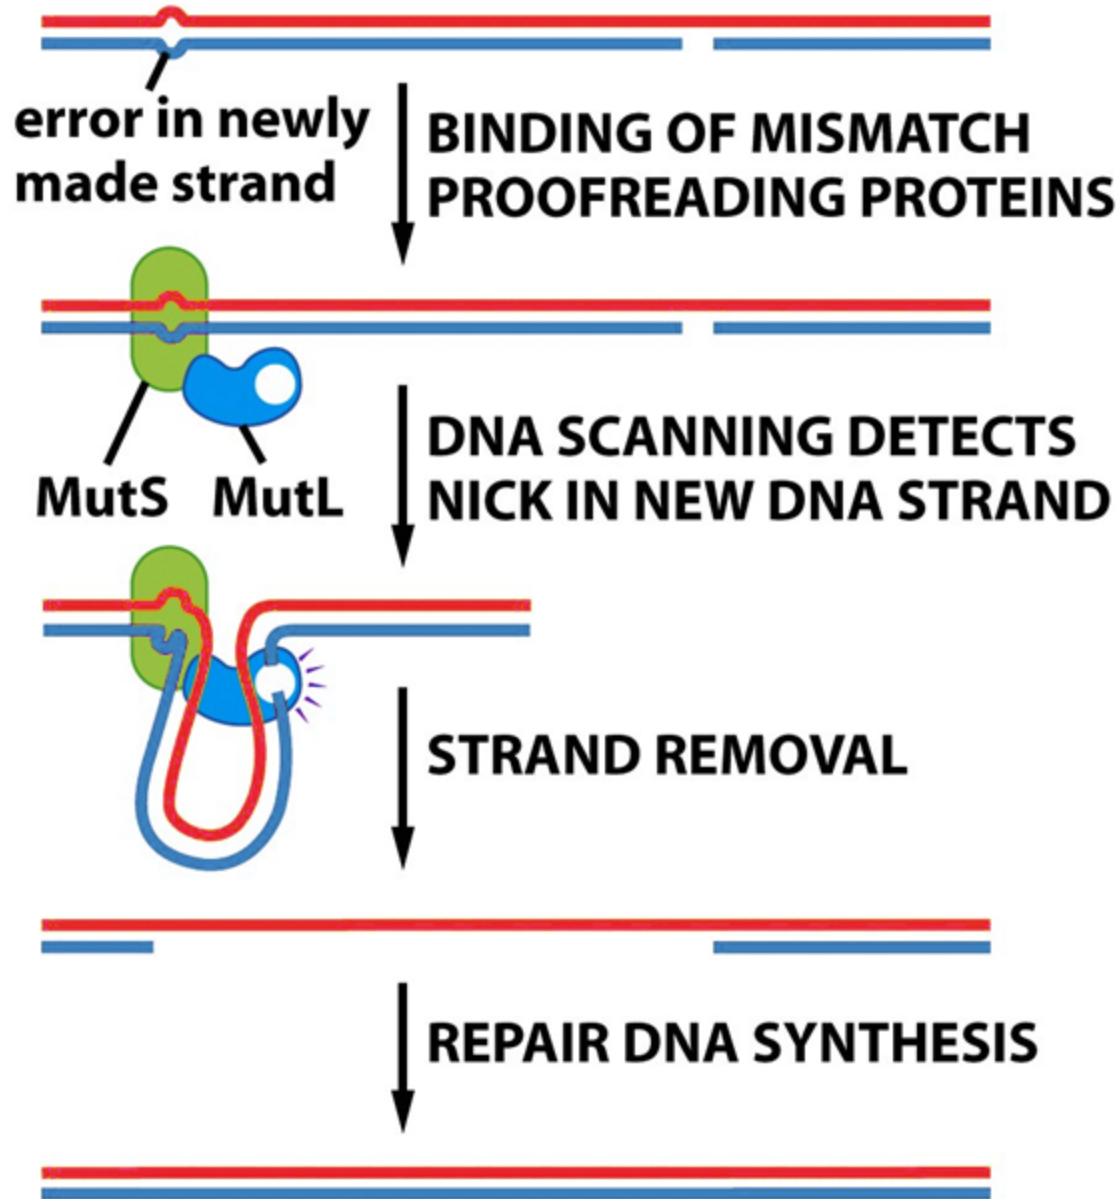 error in newly
made strand
BINDING OF MISMATCH
PROOFREADING PROTEINS
MutS MutL
DNA SCANNING DETECTS
NICK IN NEW DNA STRAND
STRAND REMOVAL
REPAIR DNA SYNTHESIS